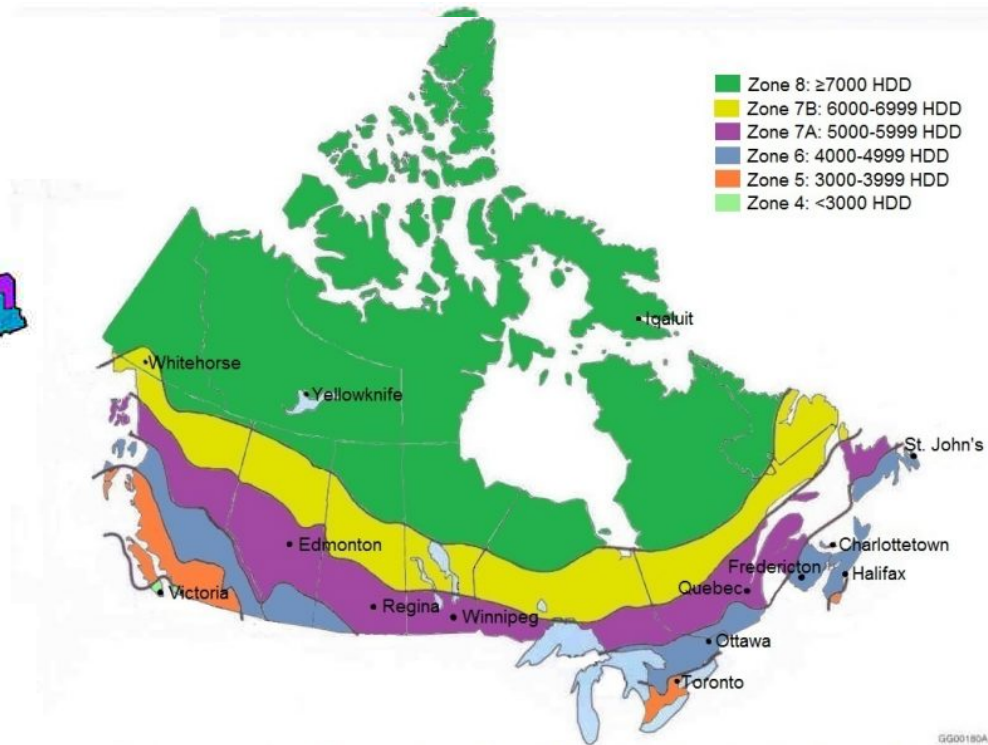 Zone 8: ≥7000 HDD
Zone 7B: 6000-6999 HDD
Zone 7A: 5000-5999 HDD
Zone 6: 4000-4999 HDD
Zone 5: 3000-3999 HDD
Zone 4: <3000 HDD
Iqaluit
Whitehorse
Yellowknife
St. John's
Edmonton
Charlottetown
Fredericton
Halifax
Quebec
Victoria
Regina
Winnipeg
Ottawa
Toronto
GG00180A